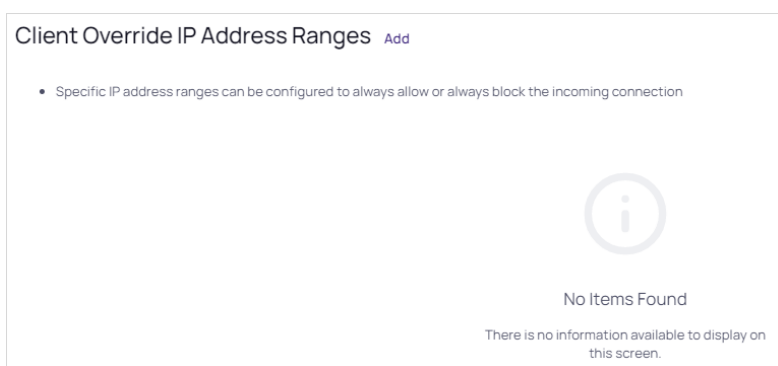 Client Override IP Address Ranges Add
Specific IP address ranges can be configured to always allow or always block the incoming connection
No Items Found
There is no information available to display on
this screen.